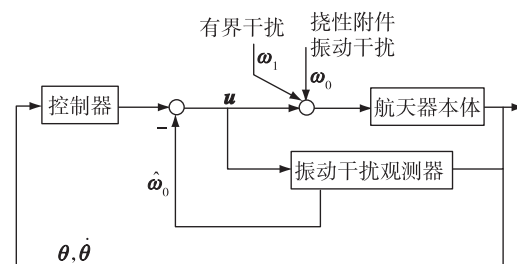 有界干扰
挠性附件
振动干扰
ω₁
ω₀
控制器
−
u
航天器本体
ω̂₀
振动干扰观测器
θ, θ̇